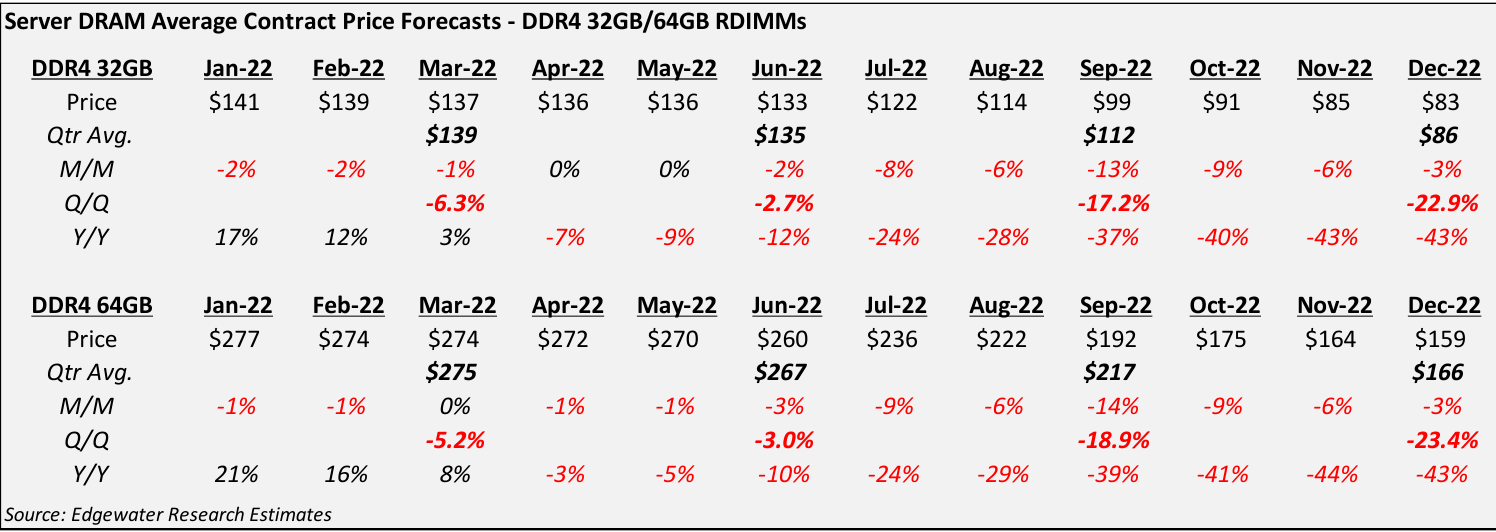 Server DRAM Average Contract Price Forecasts - DDR4 32GB/64GB RDIMMs
DDR4 32GB Jan-22 Feb-22 Mar-22 Apr-22 May-22 Jun-22 Jul-22 Aug-22 Sep-22 Oct-22 Nov-22 Dec-22
Price $141 $139 $137 $136 $136 $133 $122 $114 $99 $91 $85 $83
Qtr Avg. $139 $135 $112 $86
M/M -2% -2% -1% 0% 0% -2% -8% -6% -13% -9% -6% -3%
Q/Q -6.3% -2.7% -17.2% -22.9%
Y/Y 17% 12% 3% -7% -9% -12% -24% -28% -37% -40% -43% -43%
DDR4 64GB Jan-22 Feb-22 Mar-22 Apr-22 May-22 Jun-22 Jul-22 Aug-22 Sep-22 Oct-22 Nov-22 Dec-22
Price $277 $274 $274 $272 $270 $260 $236 $222 $192 $175 $164 $159
Qtr Avg. $275 $267 $217 $166
M/M -1% -1% 0% -1% -1% -3% -9% -6% -14% -9% -6% -3%
Q/Q -5.2% -3.0% -18.9% -23.4%
Y/Y 21% 16% 8% -3% -5% -10% -24% -29% -39% -41% -44% -43%
Source: Edgewater Research Estimates